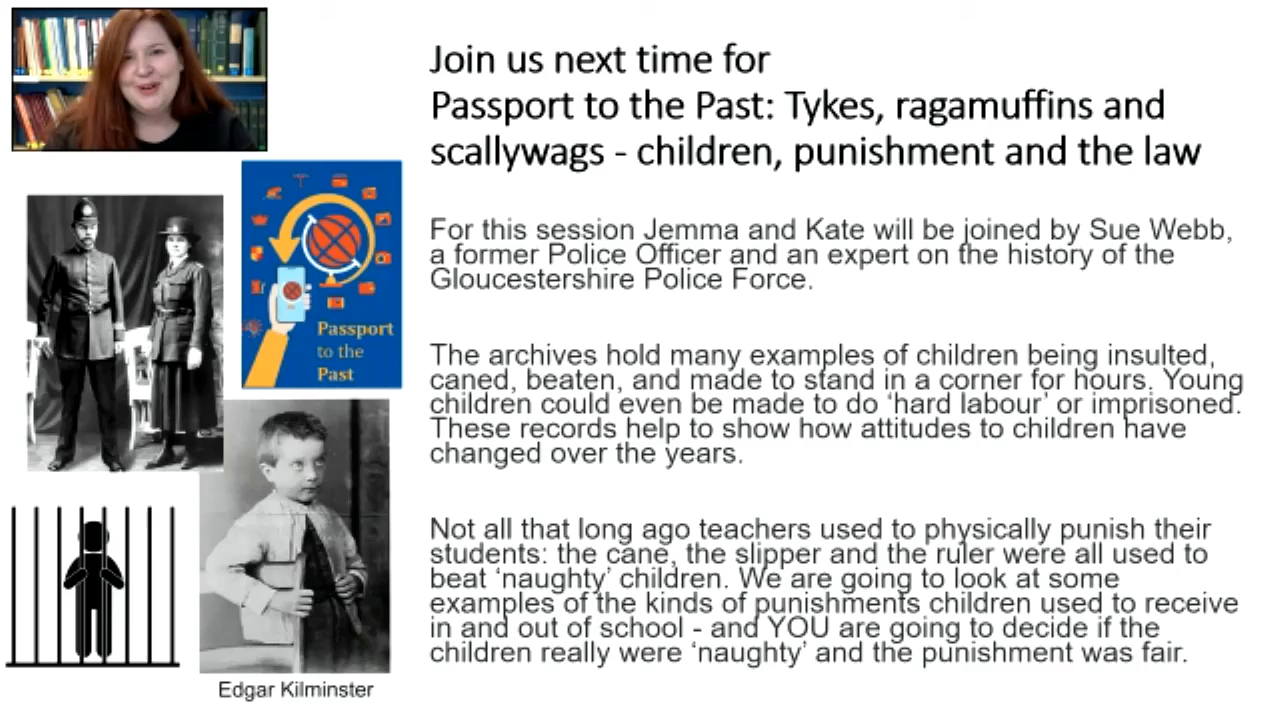 Join us next time for
Passport to the Past: Tykes, ragamuffins and
scallywags - children, punishment and the law
For this session Jemma and Kate will be joined by Sue Webb,
a former Police Officer and an expert on the history of the
Gloucestershire Police Force.
The archives hold many examples of children being insulted,
caned, beaten, and made to stand in a corner for hours. Young
children could even be made to do ‘hard labour’ or imprisoned.
These records help to show how attitudes to children have
changed over the years.
Not all that long ago teachers used to physically punish their
students: the cane, the slipper and the ruler were all used to
beat ‘naughty’ children. We are going to look at some
examples of the kinds of punishments children used to receive
in and out of school - and YOU are going to decide if the
children really were ‘naughty’ and the punishment was fair.
Passport
to the
Past
Edgar Kilminster